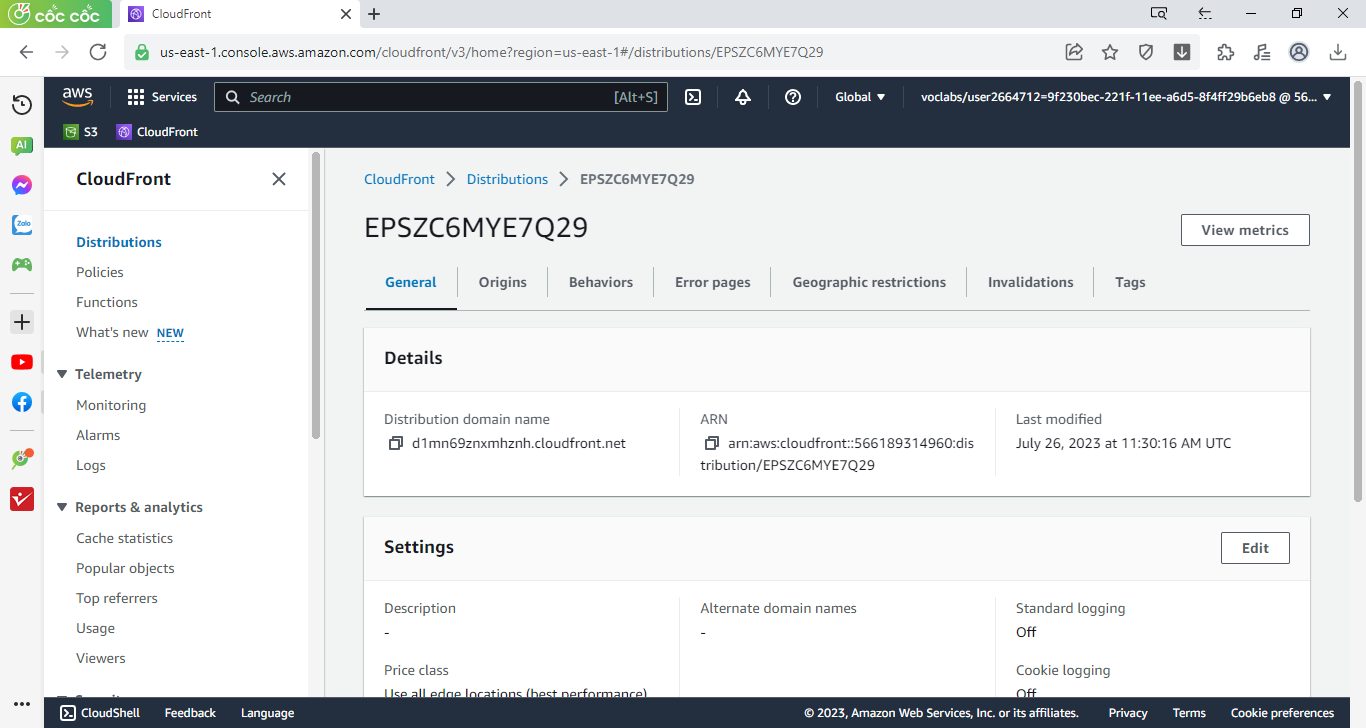 cốc cốc
CloudFront
us-east-1.console.aws.amazon.com/cloudfront/v3/home?region=us-east-1#/distributions/EPSZC6MYE7Q29
aws
Services
Search
[Alt+S]
Global
voclabs/user2664712=9f230bec-221f-11ee-a6d5-8f4ff29b6eb8 @ 56...
S3
CloudFront
AI
Zalo
CloudFront
Distributions
Policies
Functions
What's new NEW
Telemetry
Monitoring
Alarms
Logs
Reports & analytics
Cache statistics
Popular objects
Top referrers
Usage
Viewers
CloudFront
Distributions
EPSZC6MYE7Q29
EPSZC6MYE7Q29
View metrics
General
Origins
Behaviors
Error pages
Geographic restrictions
Invalidations
Tags
Details
Distribution domain name
d1mn69znxmhznh.cloudfront.net
ARN
arn:aws:cloudfront::566189314960:dis
tribution/EPSZC6MYE7Q29
Last modified
July 26, 2023 at 11:30:16 AM UTC
Settings
Edit
Description
-
Alternate domain names
-
Standard logging
Off
Price class
Use all edge locations (best performance)
Cookie logging
Off
CloudShell
Feedback
Language
© 2023, Amazon Web Services, Inc. or its affiliates.
Privacy
Terms
Cookie preferences